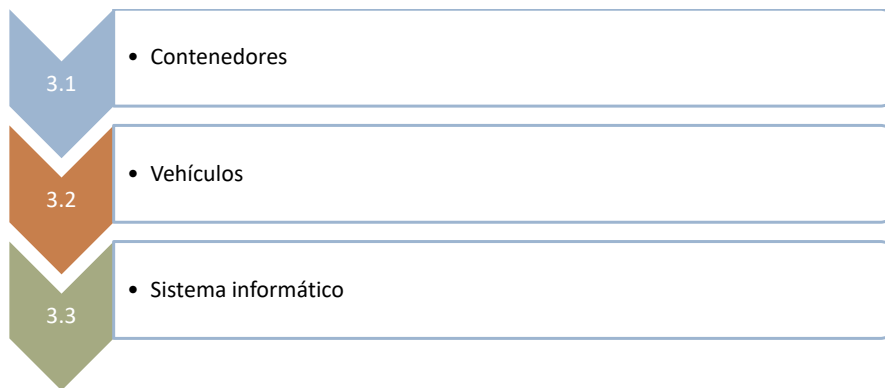 3.1
• Contenedores
3.2
• Vehículos
3.3
• Sistema informático